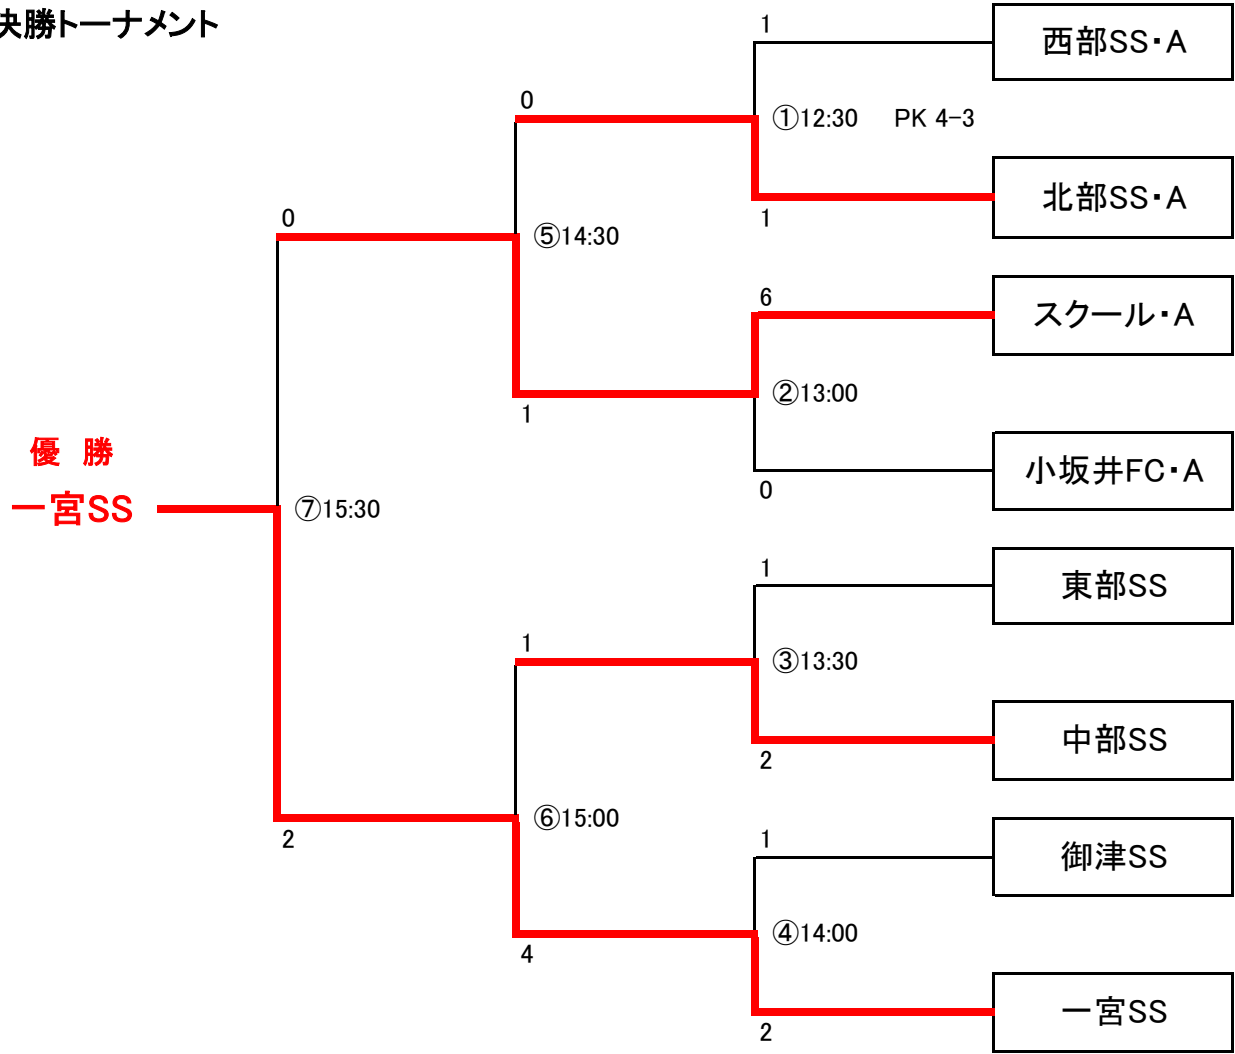 決勝トーナメント
1
西部SS・A
0
①12:30 PK 4-3
北部SS・A
0
1
⑤14:30
6
スクール・A
②13:00
1
優 勝
小坂井FC・A
0
一宮SS
⑦15:30
1
東部SS
1
③13:30
中部SS
2
⑥15:00
2
1
御津SS
④14:00
4
一宮SS
2